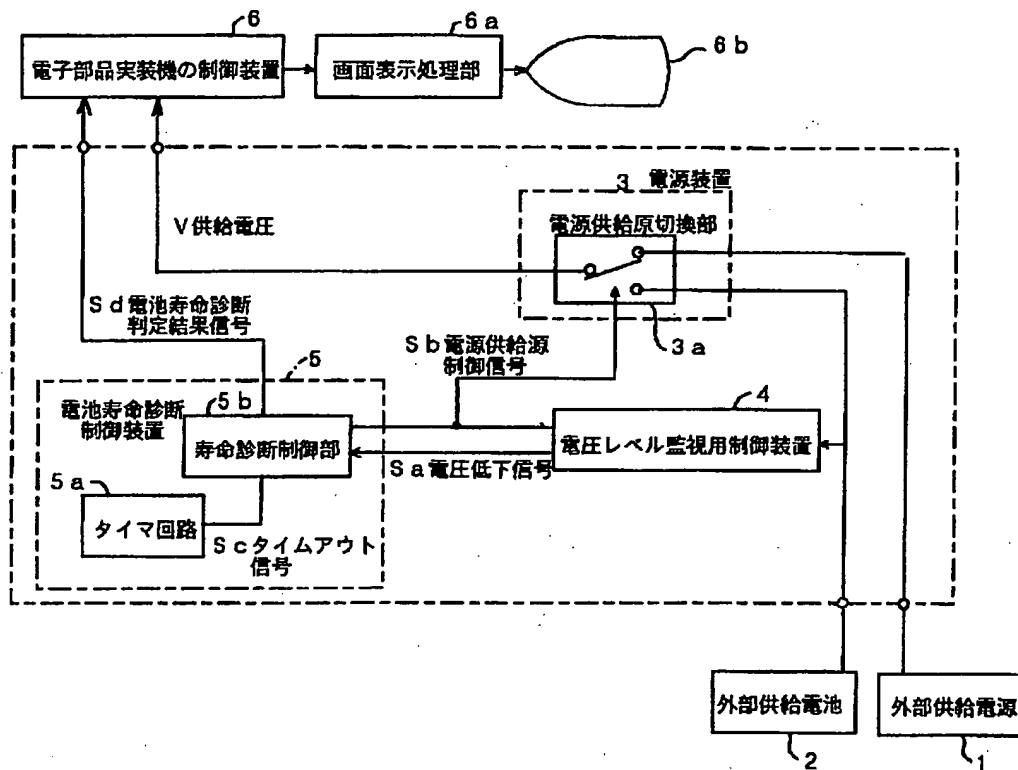 6
電子部品実装機の制御装置
6a
画面表示処理部
6b
3 電源装置
電源供給原切換部
3a
V供給電圧
Sd電池寿命診断
判定結果信号
Sb電源供給源
制御信号
5
電池寿命診断
制御装置
5b
寿命診断制御部
4
電圧レベル監視用制御装置
Sa電圧低下信号
5a
タイマ回路
Scタイムアウト
信号
外部供給電池
2
外部供給電源
1